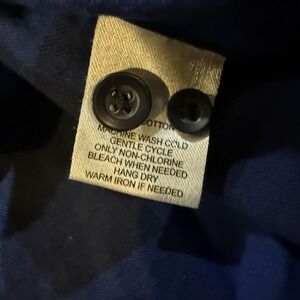 COTTON
MACHINE WASH COLD
GENTLE CYCLE
ONLY NON-CHLORINE
BLEACH WHEN NEEDED
HANG DRY
WARM IRON IF NEEDED